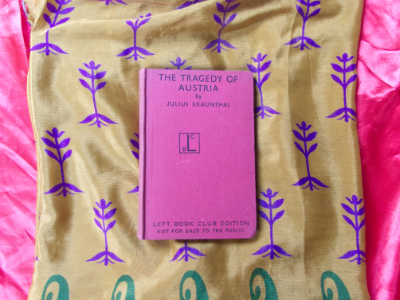 THE TRAGEDY OF
AUSTRIA
by
JULIUS BRAUNTHAL
L
LEFT BOOK CLUB EDITION
NOT FOR SALE TO THE PUBLIC